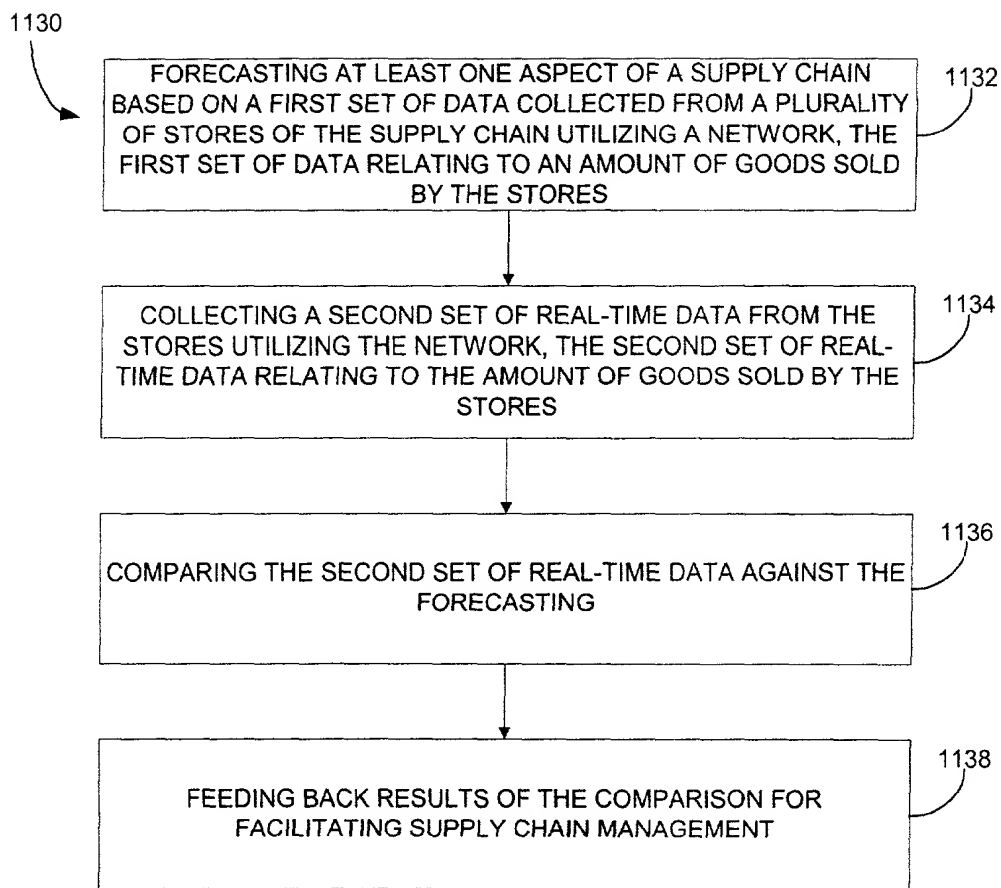 1130
FORECASTING AT LEAST ONE ASPECT OF A SUPPLY CHAIN
BASED ON A FIRST SET OF DATA COLLECTED FROM A PLURALITY
OF STORES OF THE SUPPLY CHAIN UTILIZING A NETWORK, THE
FIRST SET OF DATA RELATING TO AN AMOUNT OF GOODS SOLD
BY THE STORES
1132
COLLECTING A SECOND SET OF REAL-TIME DATA FROM THE
STORES UTILIZING THE NETWORK, THE SECOND SET OF REAL-
TIME DATA RELATING TO THE AMOUNT OF GOODS SOLD BY THE
STORES
1134
COMPARING THE SECOND SET OF REAL-TIME DATA AGAINST THE
FORECASTING
1136
FEEDING BACK RESULTS OF THE COMPARISON FOR
FACILITATING SUPPLY CHAIN MANAGEMENT
1138